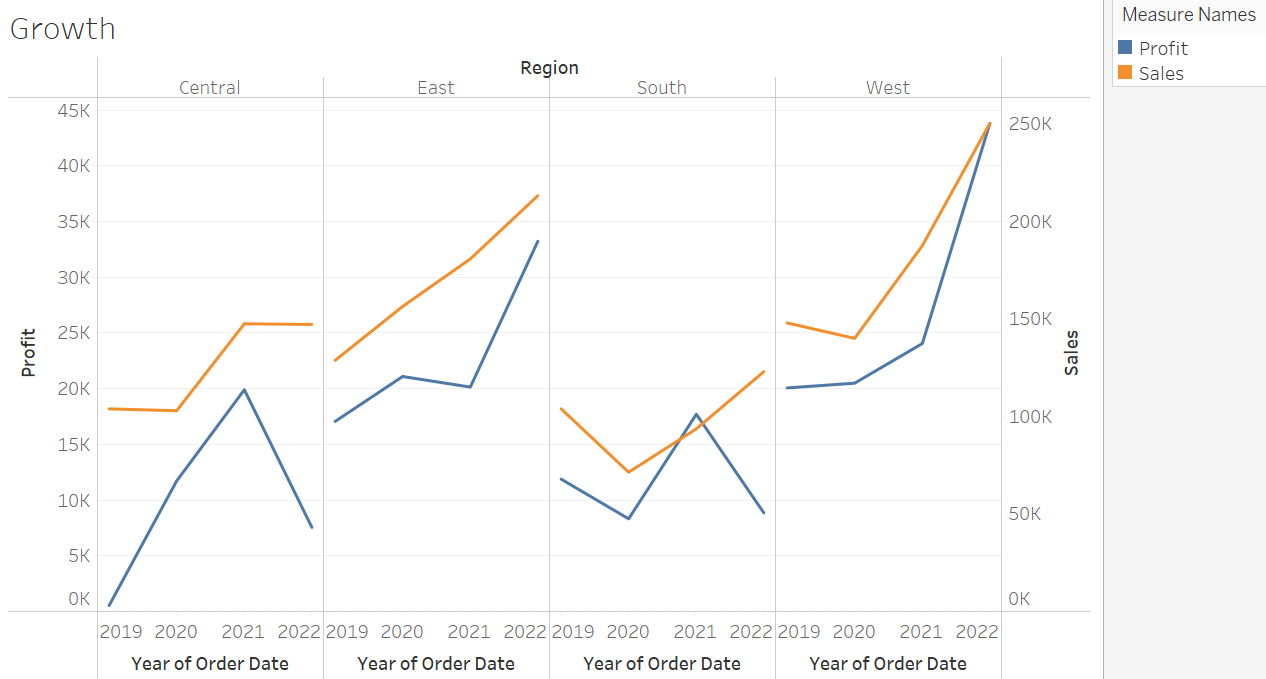 Growth
Measure Names
Profit
Sales
Region
Central East South West
45K
40K
35K
30K
25K
20K
15K
10K
5K
0K
Profit
250K
200K
150K
100K
50K
0K
Sales
2019 2020 2021 2022 2019 2020 2021 2022 2019 2020 2021 2022 2019 2020 2021 2022
Year of Order Date Year of Order Date Year of Order Date Year of Order Date